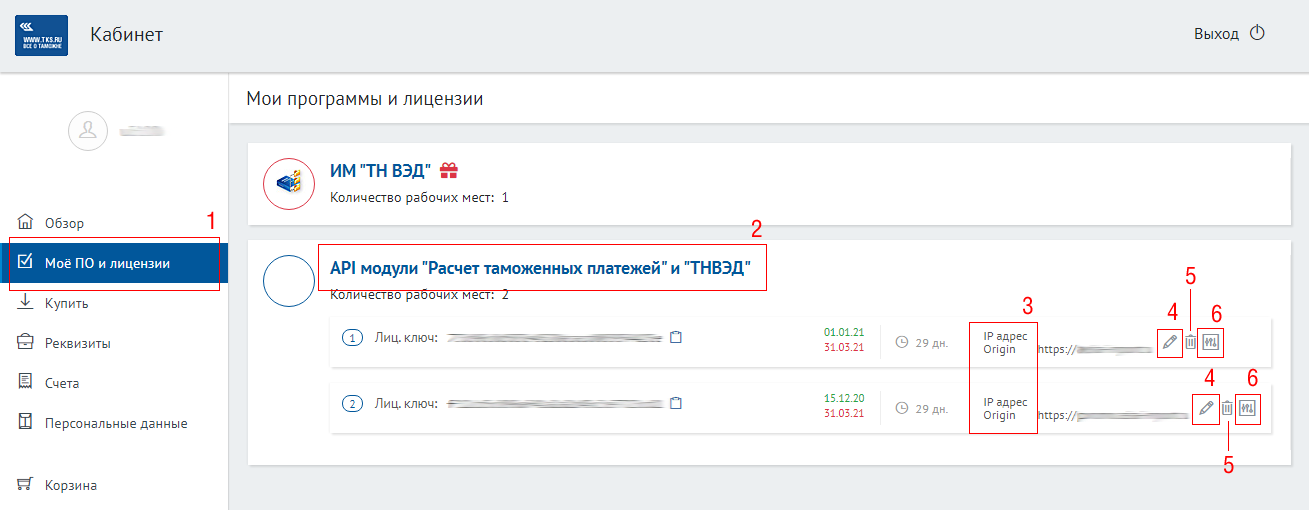 WWW.TKS.RU
ВСЕ О ТАМОЖНЕ
Кабинет
Выход
Мои программы и лицензии
ИМ "ТН ВЭД"
Количество рабочих мест: 1
1
Обзор
Моё ПО и лицензии
Купить
Реквизиты
Счета
Персональные данные
Корзина
2
API модули "Расчет таможенных платежей" и "ТНВЭД"
Количество рабочих мест: 2
3
4
5
6
1 Лиц. ключ:
01.01.21
31.03.21
29 дн.
IP адрес
Origin https://
4
6
2 Лиц. ключ:
15.12.20
31.03.21
29 дн.
IP адрес
Origin https://
5